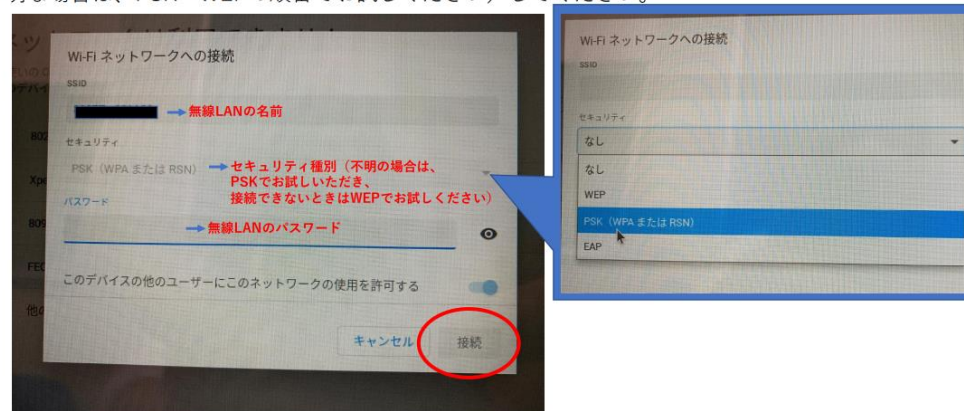 Wi-Fi ネットワークへの接続
SSID
→無線LANの名前
セキュリティ
PSK（WPA または RSN）
→セキュリティ種別（不明の場合は、
PSKでお試しいただき、
接続できないときはWEPでお試しください）
パスワード
→無線LANのパスワード
このデバイスの他のユーザーにこのネットワークの使用を許可する
キャンセル
接続
802
Xpe
809
FEC
他の
Wi-Fi ネットワークへの接続
SSID
セキュリティ
なし
なし
WEP
PSK（WPA または RSN）
EAP